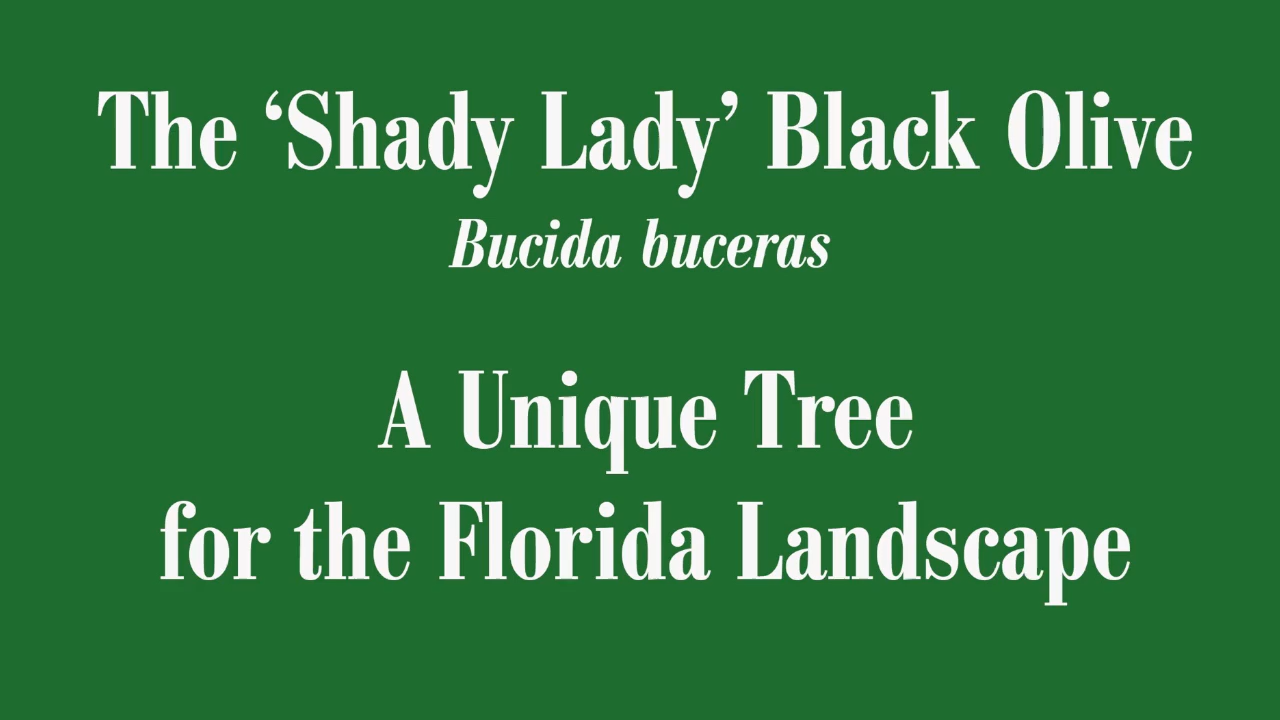 The ‘Shady Lady’ Black Olive
Bucida buceras
A Unique Tree
for the Florida Landscape